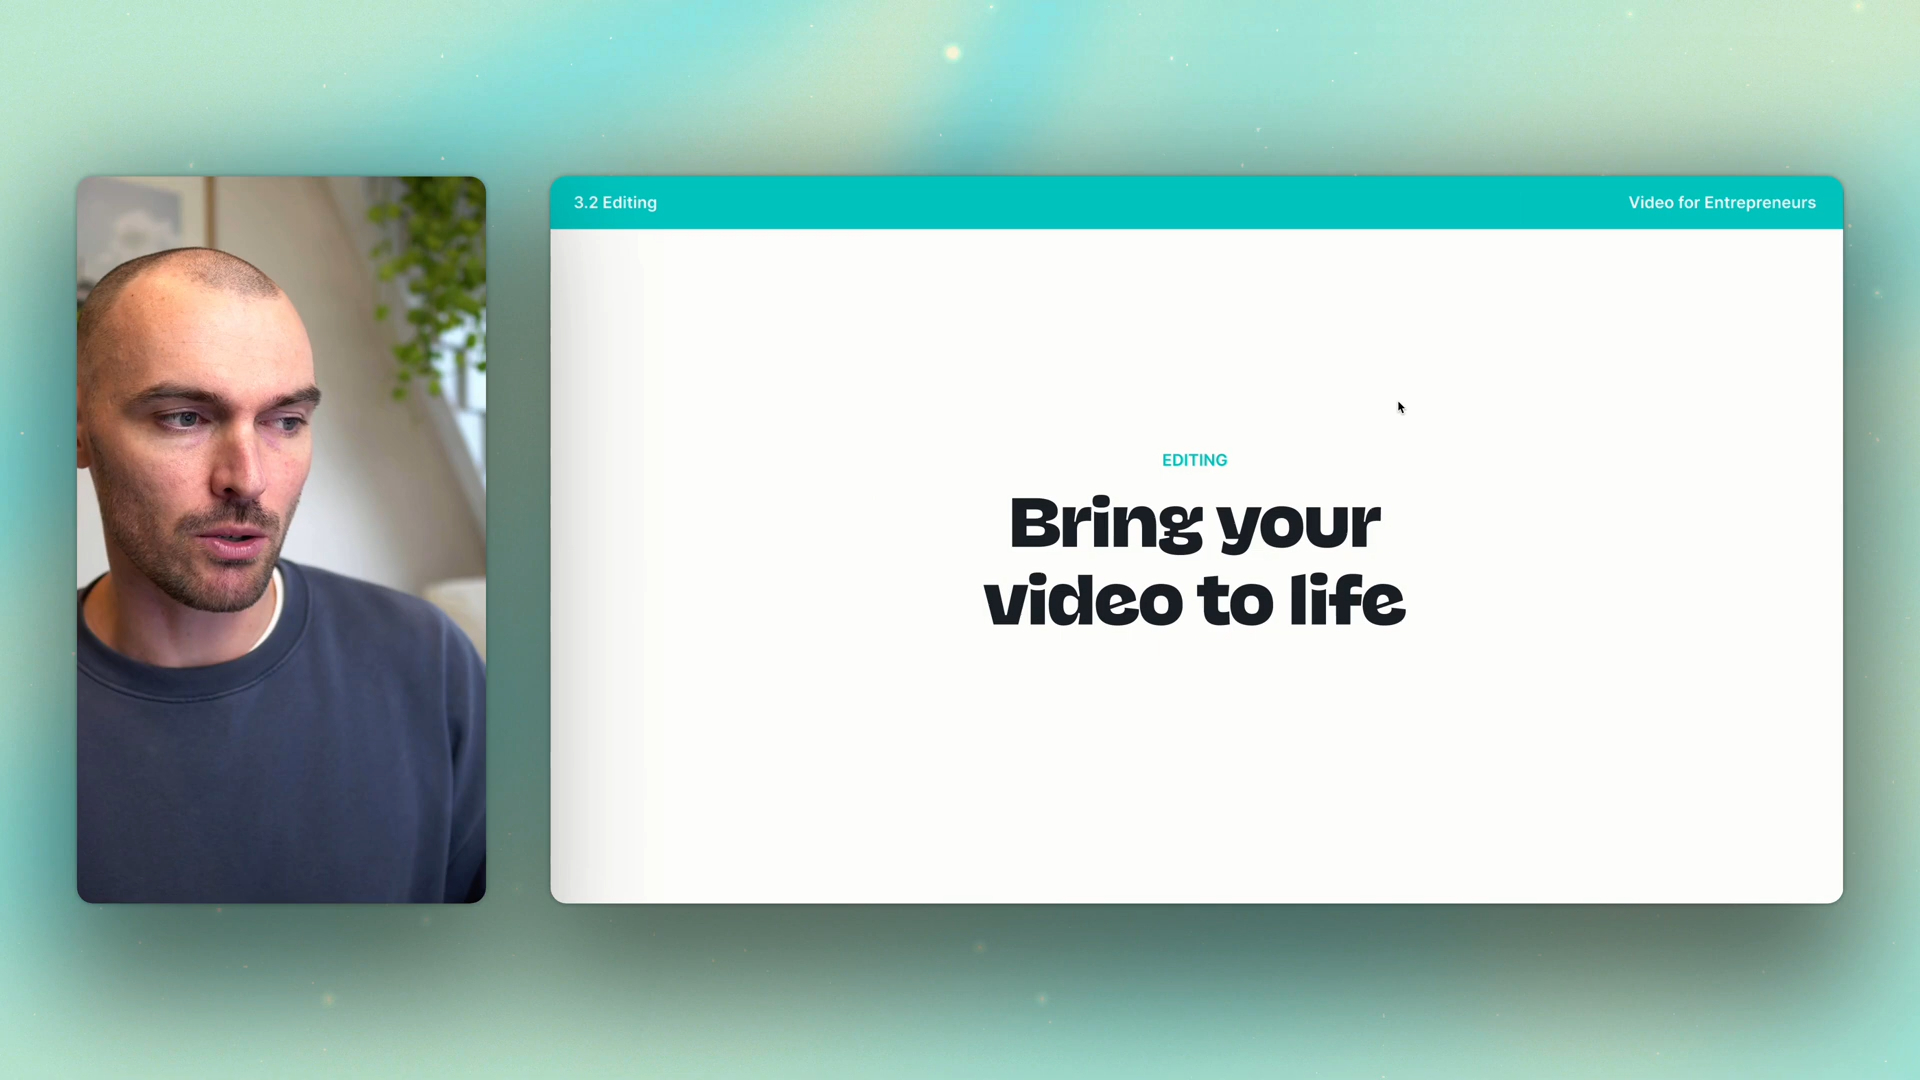 3.2 Editing
Video for Entrepreneurs
EDITING
Bring your
video to life